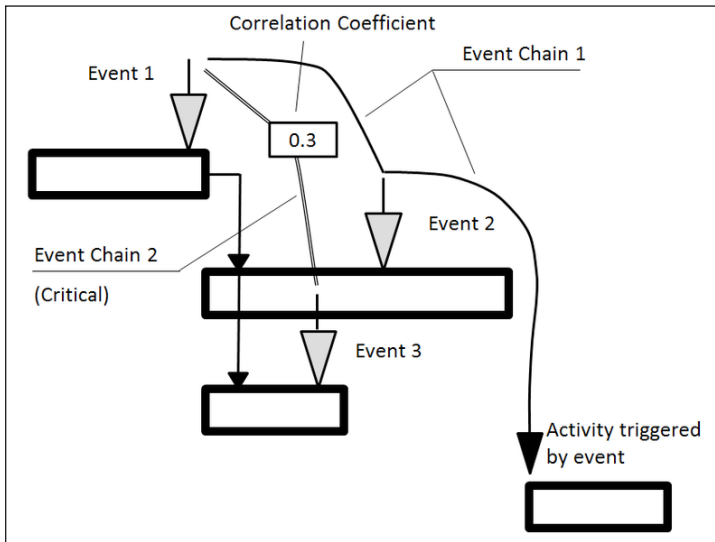 Correlation Coefficient
Event Chain 1
Event 1
0.3
Event 2
Event Chain 2
(Critical)
Event 3
Activity triggered
by event